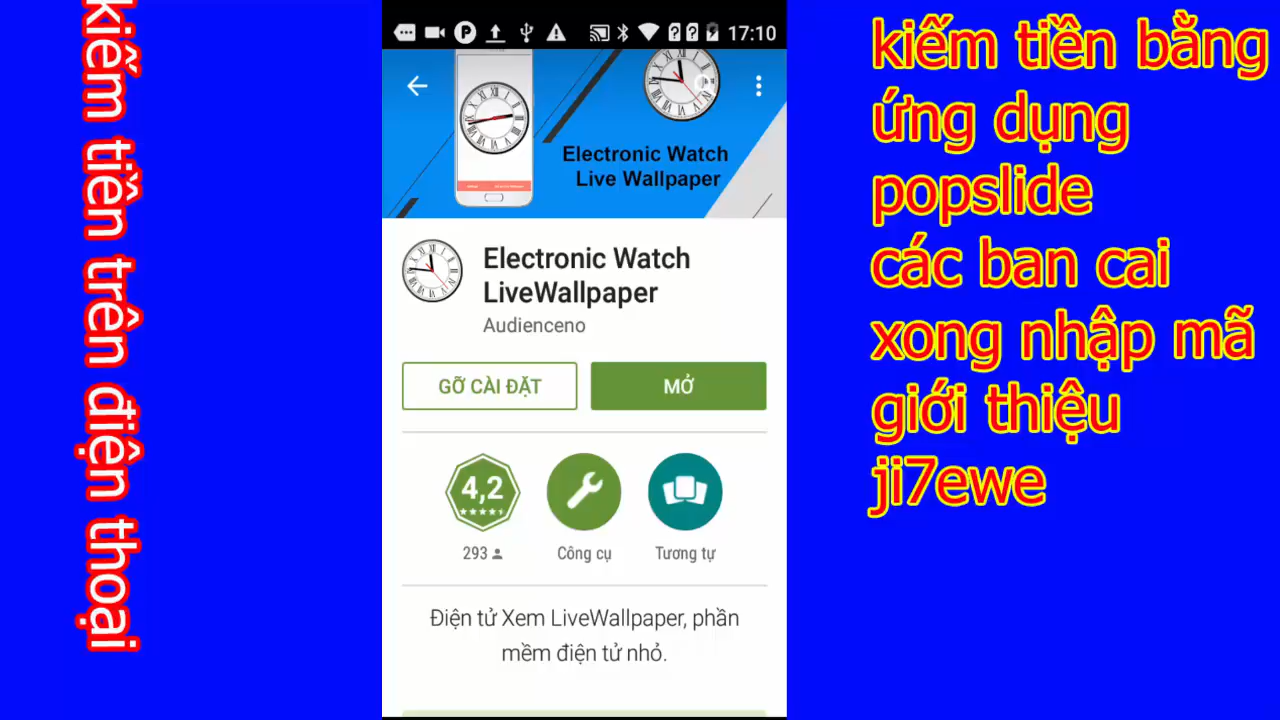 kiếm tiền trên điện thoại
17:10
Electronic Watch
Live Wallpaper
Electronic Watch
LiveWallpaper
Audienceno
GỠ CÀI ĐẶT
MỞ
4,2
293
Công cụ
Tương tự
Điện tử Xem LiveWallpaper, phần
mềm điện tử nhỏ.
kiếm tiền bằng
ứng dụng
popslide
các ban cai
xong nhập mã
giới thiệu
ji7ewe